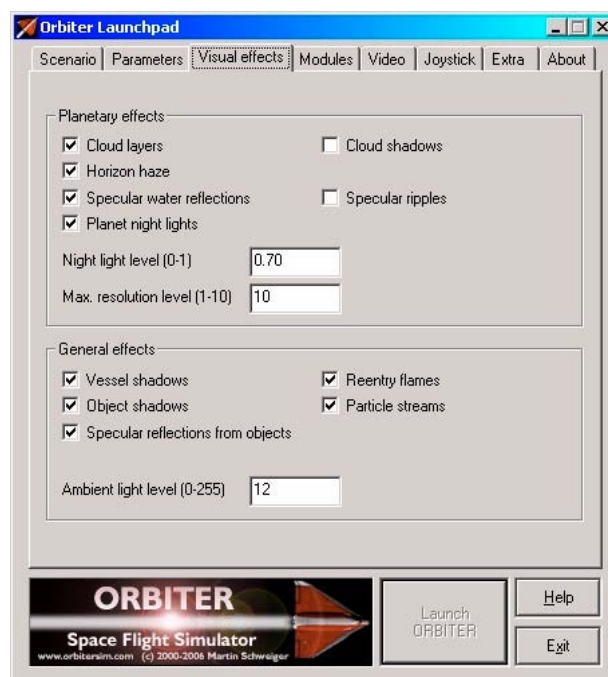 Orbiter Launchpad
Scenario Parameters Visual effects Modules Video Joystick Extra About
Planetary effects
Cloud layers Cloud shadows
Horizon haze
Specular water reflections Specular ripples
Planet night lights
Night light level (0-1) 0.70
Max. resolution level (1-10) 10
General effects
Vessel shadows Reentry flames
Object shadows Particle streams
Specular reflections from objects
Ambient light level (0-255) 12
ORBITER
Space Flight Simulator
www.orbitersim.com (c) 2000-2006 Martin Schweiger
Launch
ORBITER
Help
Exit